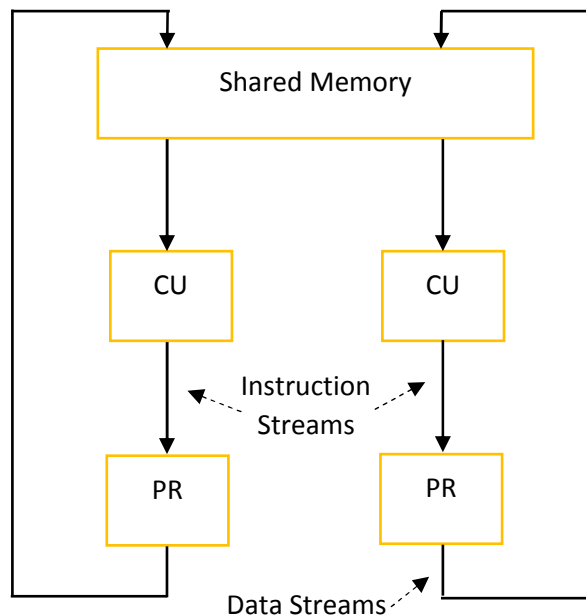 Shared Memory
CU
CU
Instruction
Streams
PR
PR
Data Streams